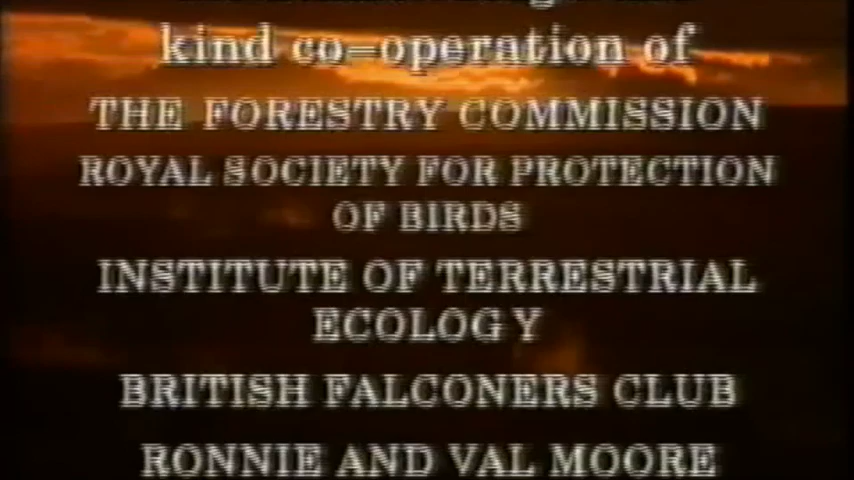 kind co-operation of
THE FORESTRY COMMISSION
ROYAL SOCIETY FOR PROTECTION
OF BIRDS
INSTITUTE OF TERRESTRIAL
ECOLOGY
BRITISH FALCONERS CLUB
RONNIE AND VAL MOORE